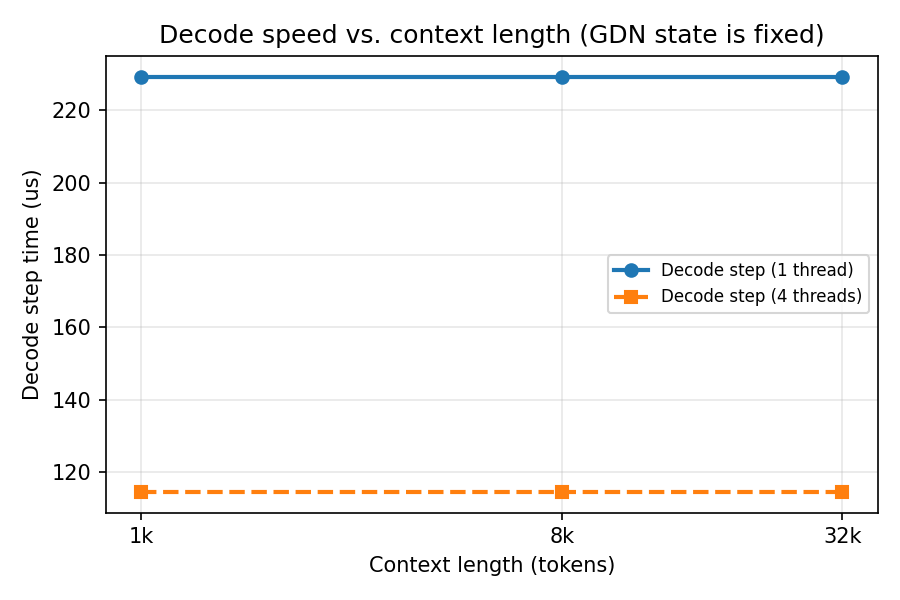 Decode speed vs. context length (GDN state is fixed)
Decode step time (us)
220
200
180
160
140
120
Decode step (1 thread)
Decode step (4 threads)
1k
8k
32k
Context length (tokens)